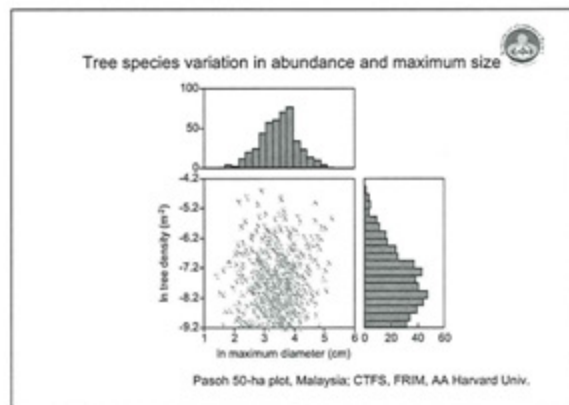 Tree species variation in abundance and maximum size
100
50
0
-4.2
-5.2
-6.2
-7.2
-8.2
-9.2
ln tree density (m-2)
1 2 3 4 5 6
0 20 40 60
ln maximum diameter (cm)
Pasoh 50-ha plot, Malaysia; CTFS, FRIM, AA Harvard Univ.